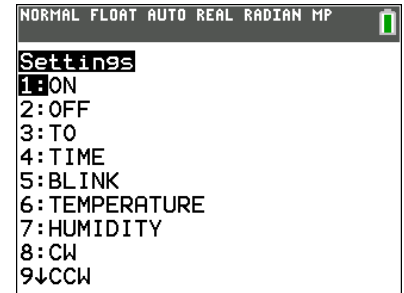 NORMAL FLOAT AUTO REAL RADIAN MP
Settings
1:ON
2:OFF
3:TO
4:TIME
5:BLINK
6:TEMPERATURE
7:HUMIDITY
8:CW
9↓CCW